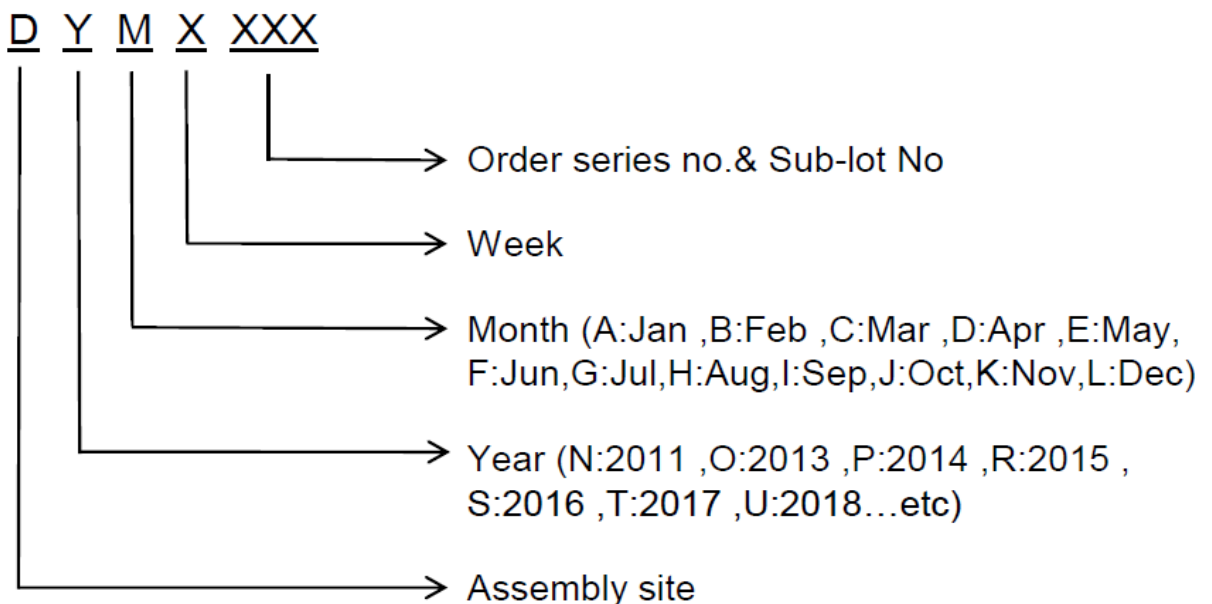 D Y M X XXX
Order series no.& Sub-lot No
Week
Month (A:Jan ,B:Feb ,C:Mar ,D:Apr ,E:May,
F:Jun,G:Jul,H:Aug,I:Sep,J:Oct,K:Nov,L:Dec)
Year (N:2011 ,O:2013 ,P:2014 ,R:2015 ,
S:2016 ,T:2017 ,U:2018...etc)
Assembly site